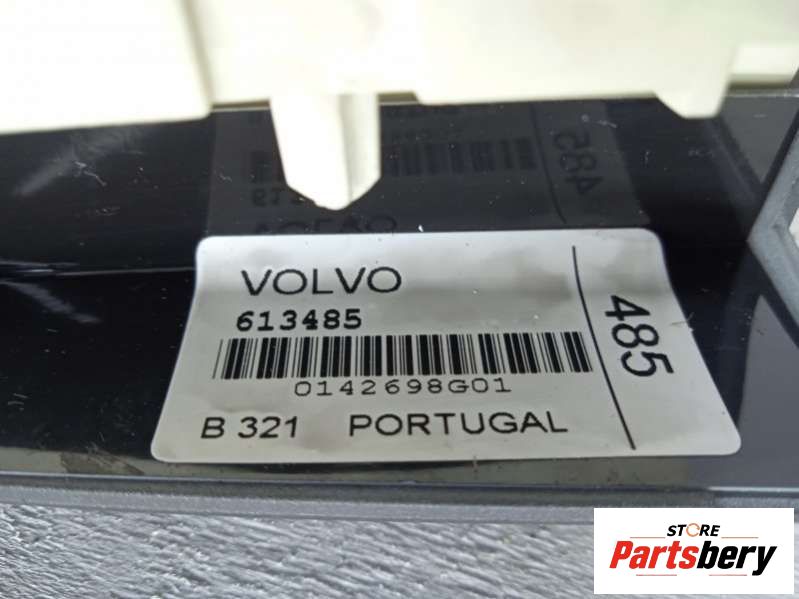 VOLVO
613485
0142698G01
B 321 PORTUGAL
485
STORE
Partsbery